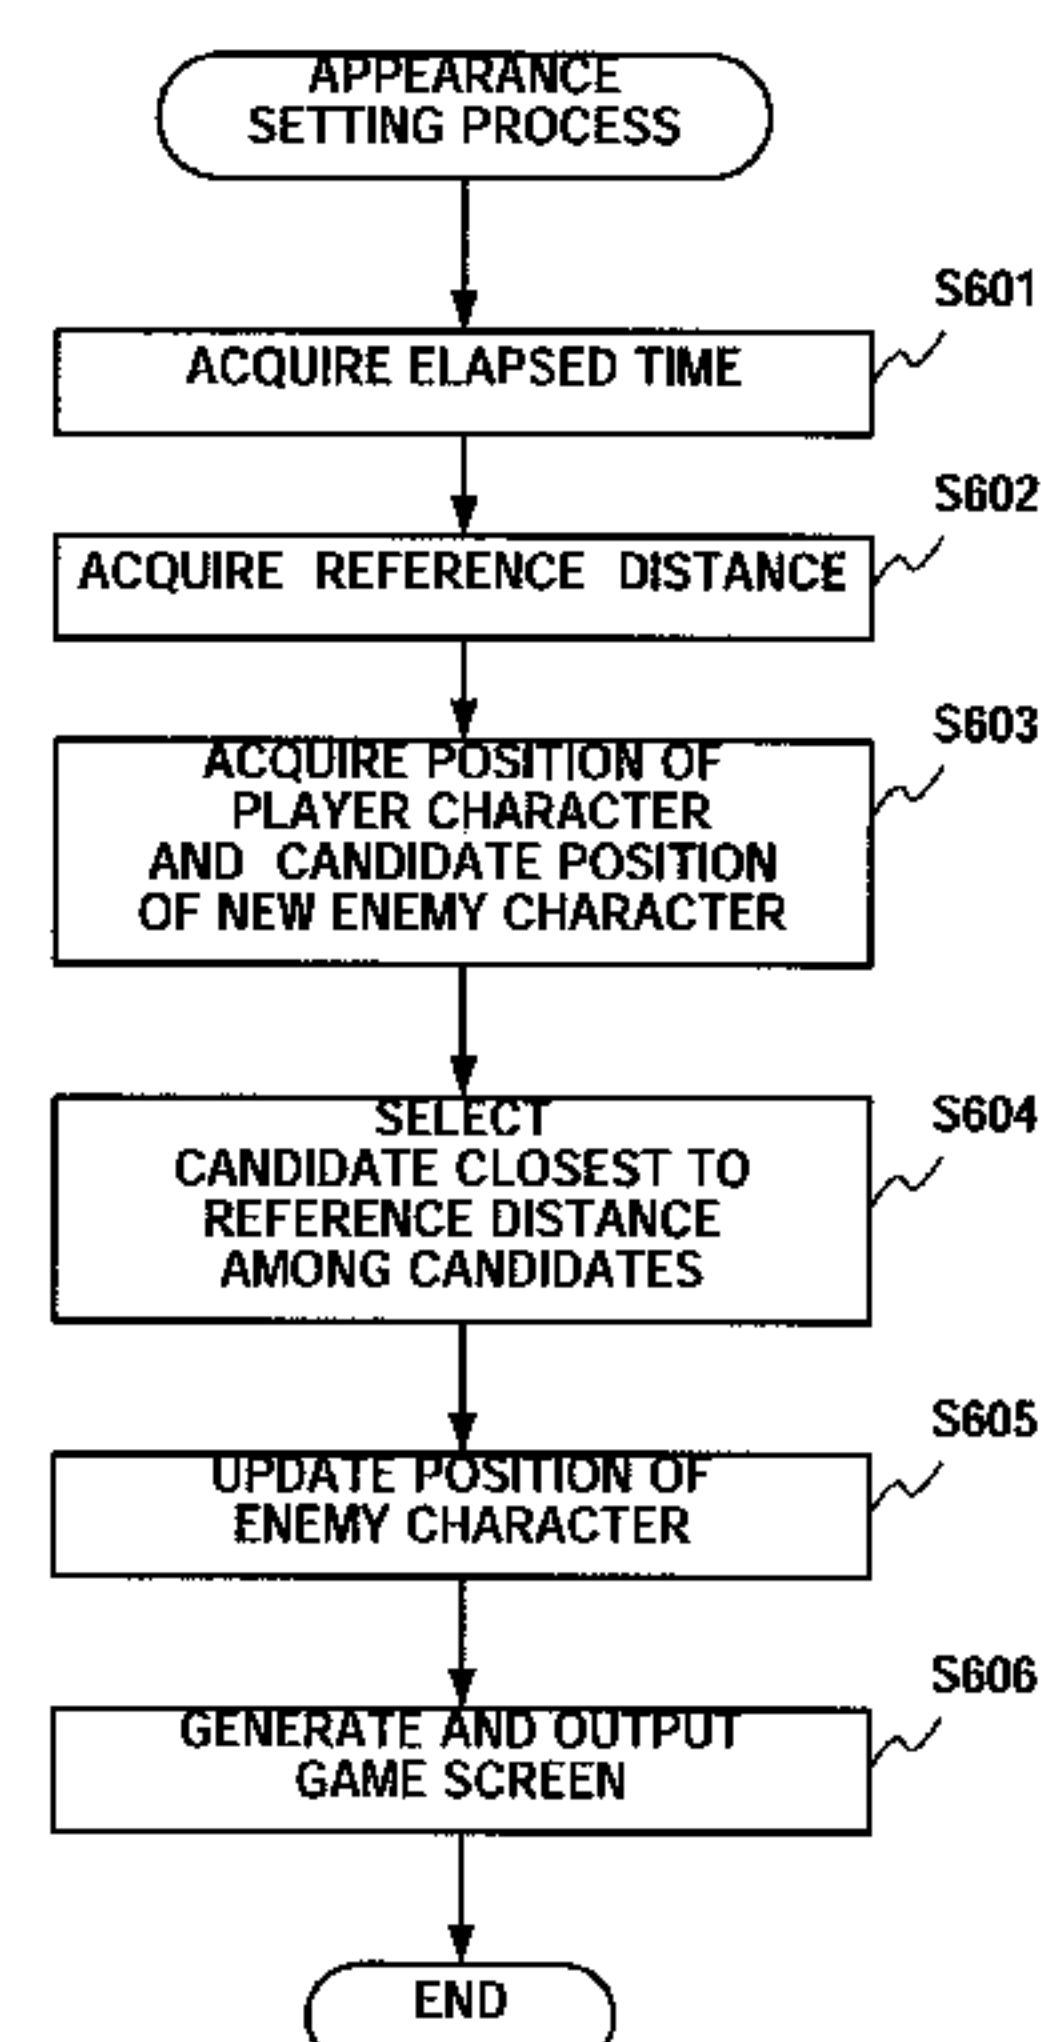 APPEARANCE
SETTING PROCESS
S601
ACQUIRE ELAPSED TIME
S602
ACQUIRE REFERENCE DISTANCE
S603
ACQUIRE POSITION OF
PLAYER CHARACTER
AND CANDIDATE POSITION
OF NEW ENEMY CHARACTER
S604
SELECT
CANDIDATE CLOSEST TO
REFERENCE DISTANCE
AMONG CANDIDATES
S605
UPDATE POSITION OF
ENEMY CHARACTER
S606
GENERATE AND OUTPUT
GAME SCREEN
END